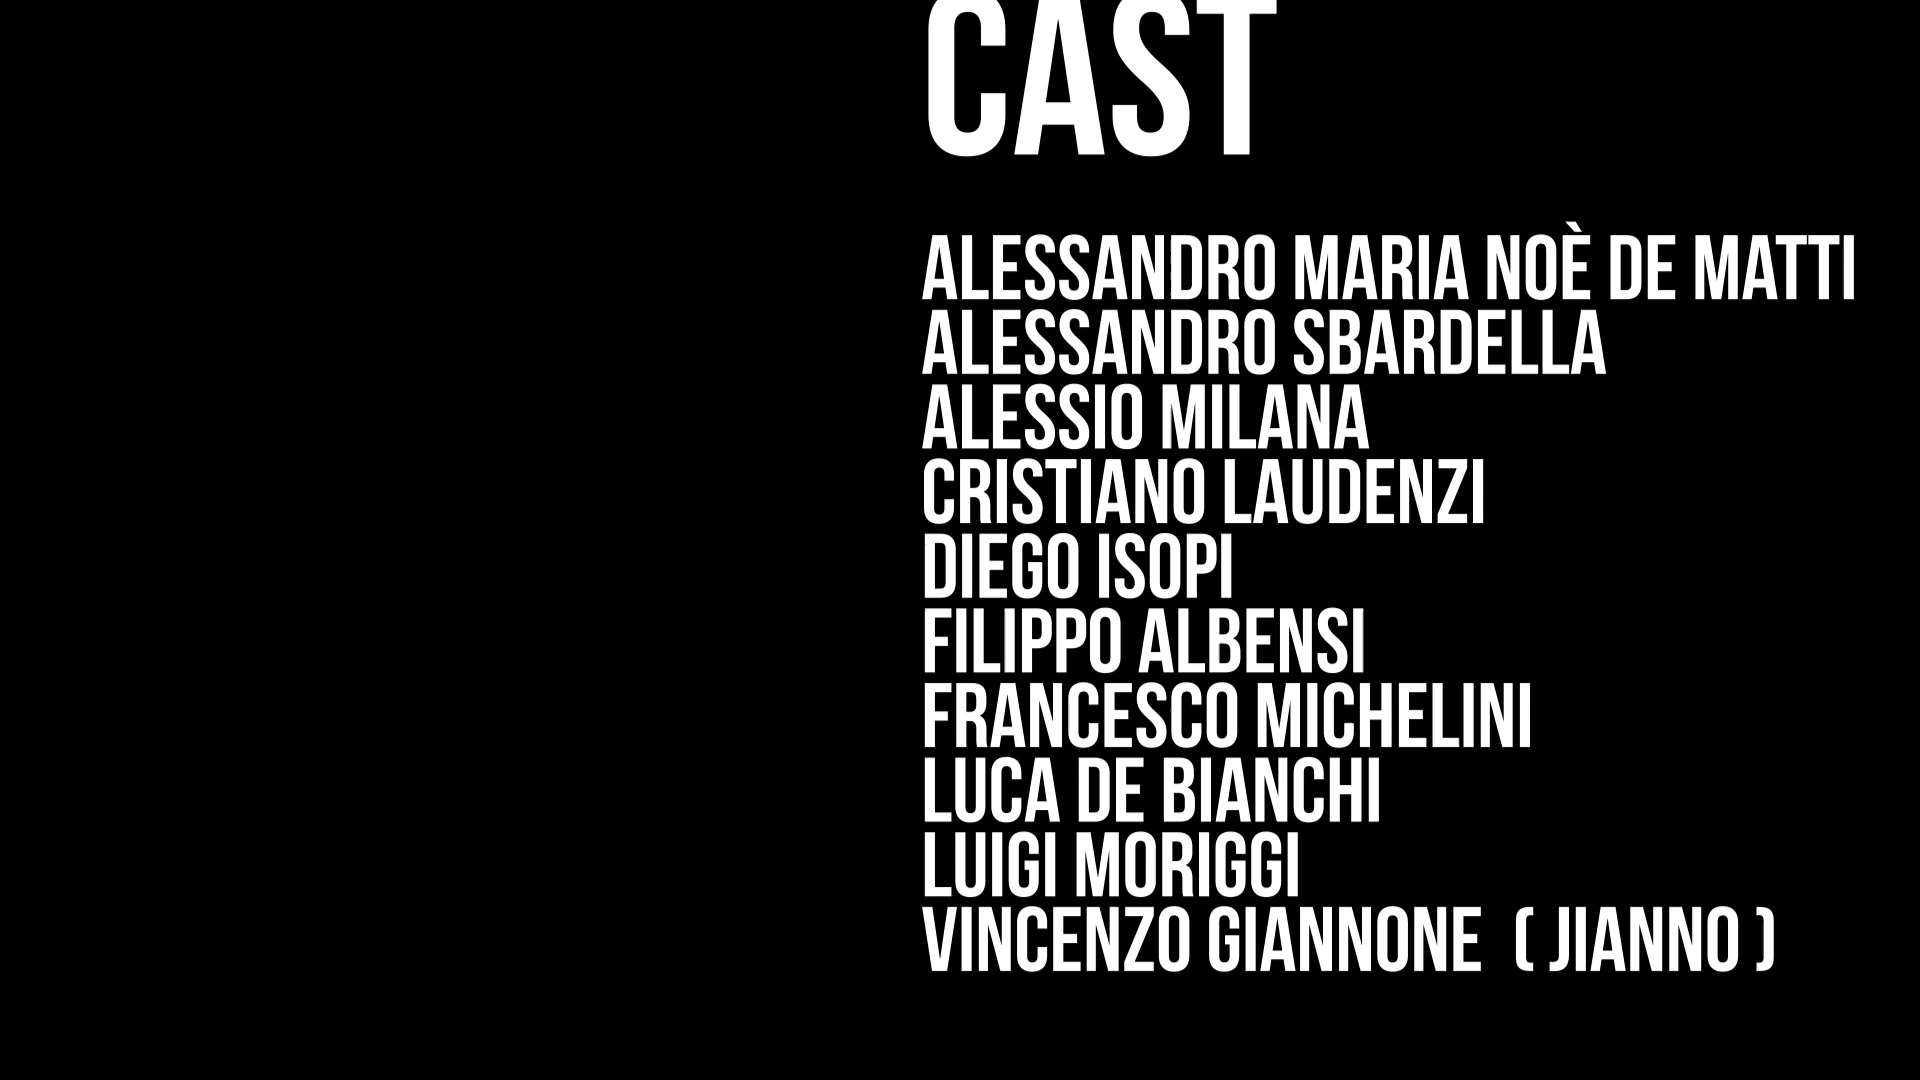 CAST
ALESSANDRO MARIA NOÈ DE MATTI
ALESSANDRO SBARDELLA
ALESSIO MILANA
CRISTIANO LAUDENZI
DIEGO ISOPI
FILIPPO ALBENSI
FRANCESCO MICHELINI
LUCA DE BIANCHI
LUIGI MORIGGI
VINCENZO GIANNONE ( JIANNO )